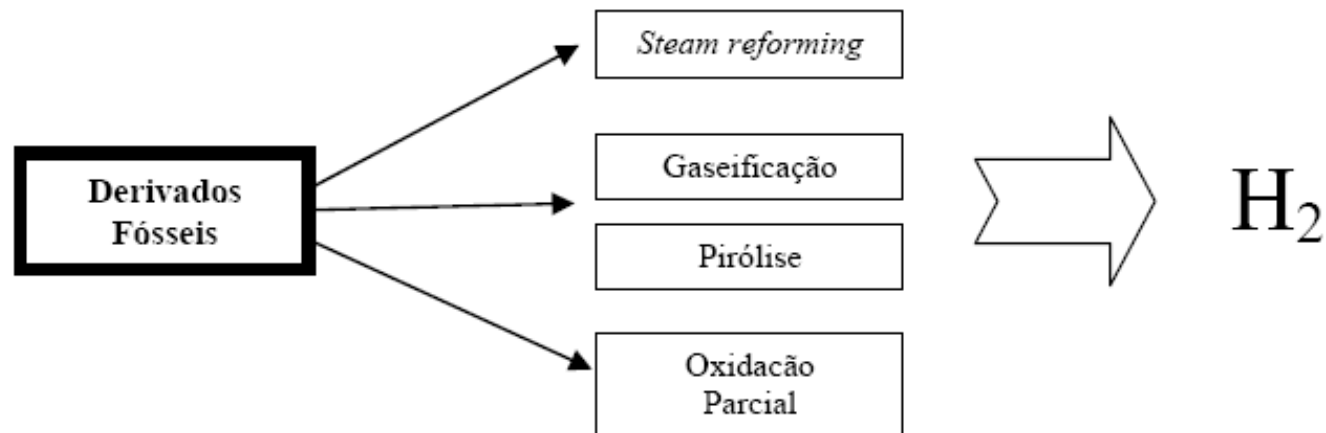 Steam reforming
Derivados
Fósseis
Gaseificação
Pirólise
Oxidacão
Parcial
H₂